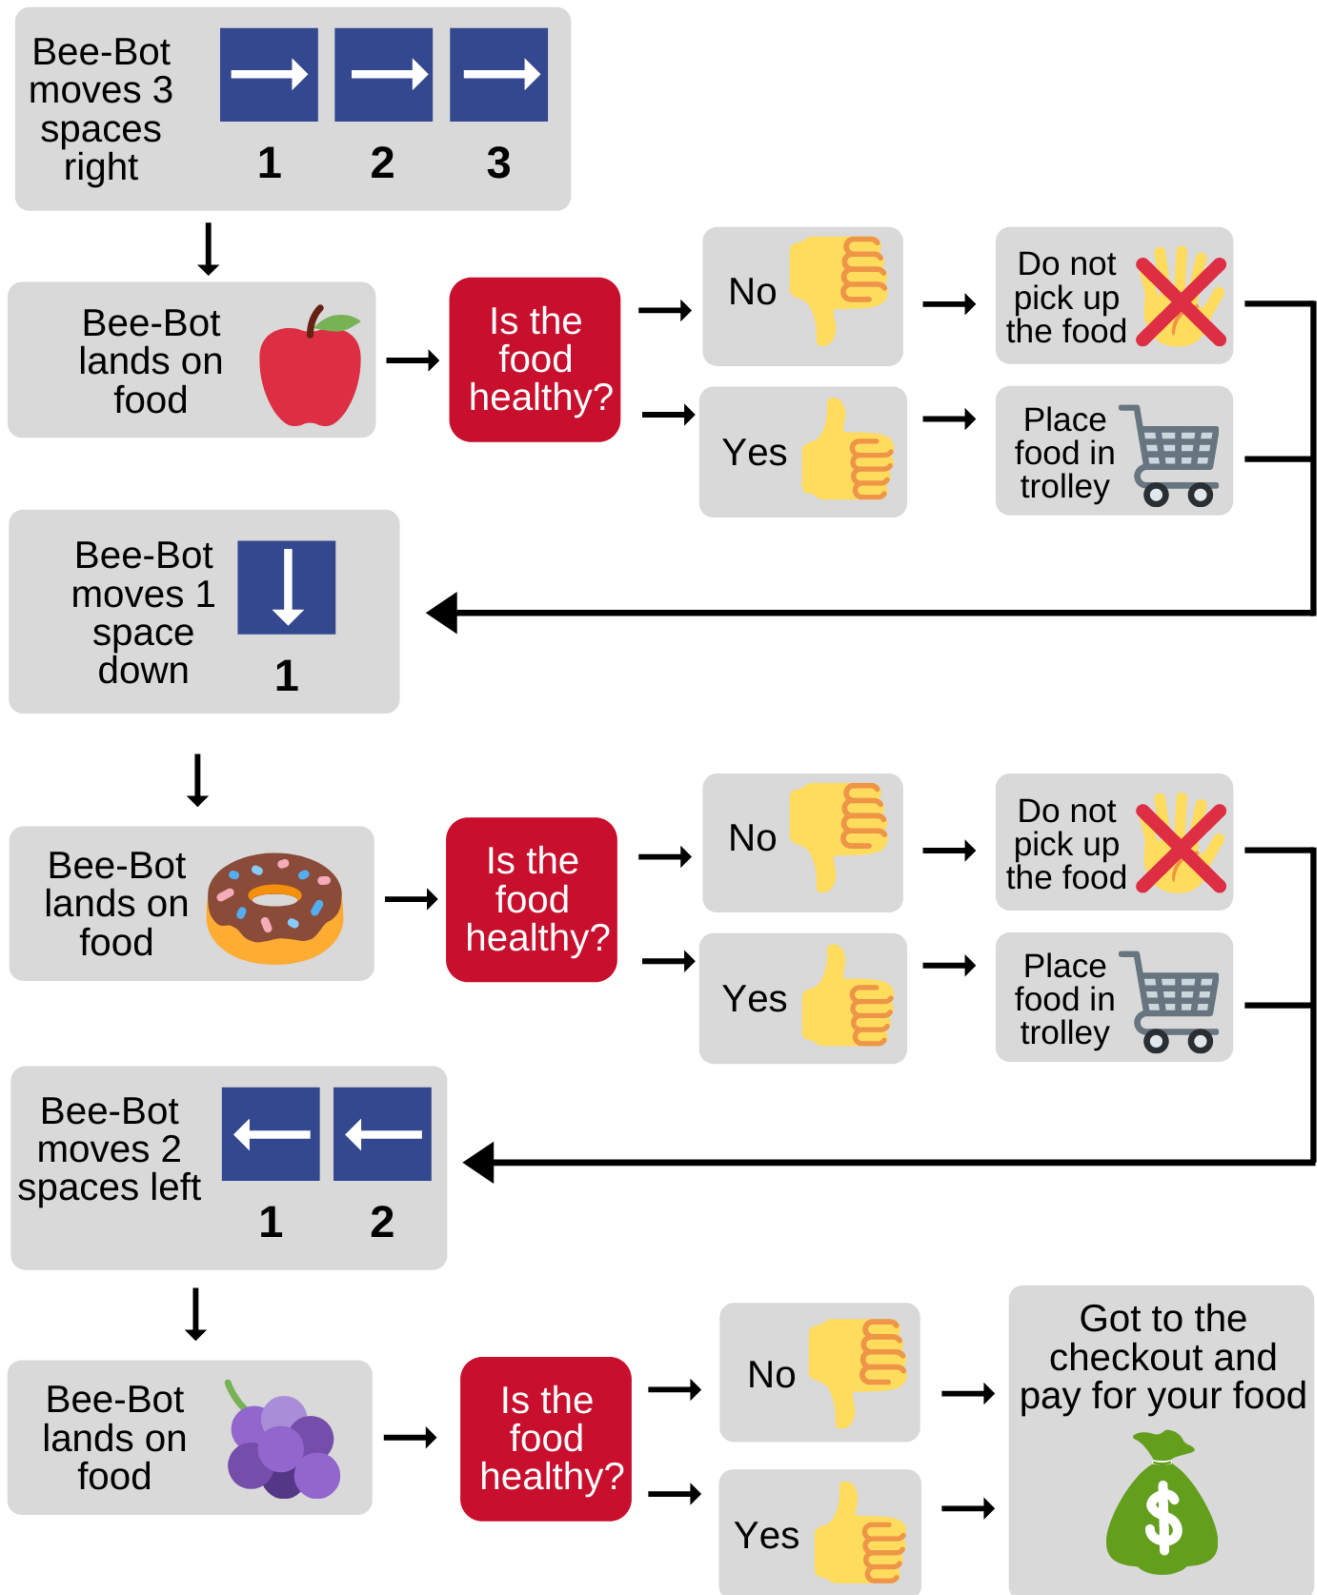 Bee-Bot
moves 3
spaces
right
1 2 3
Bee-Bot
lands on
food
Is the
food
healthy?
No
Do not
pick up
the food
Yes
Place
food in
trolley
Bee-Bot
moves 1
space
down
1
Bee-Bot
lands on
food
Is the
food
healthy?
No
Do not
pick up
the food
Yes
Place
food in
trolley
Bee-Bot
moves 2
spaces left
1 2
Bee-Bot
lands on
food
Is the
food
healthy?
No
Yes
Got to the
checkout and
pay for your food
$